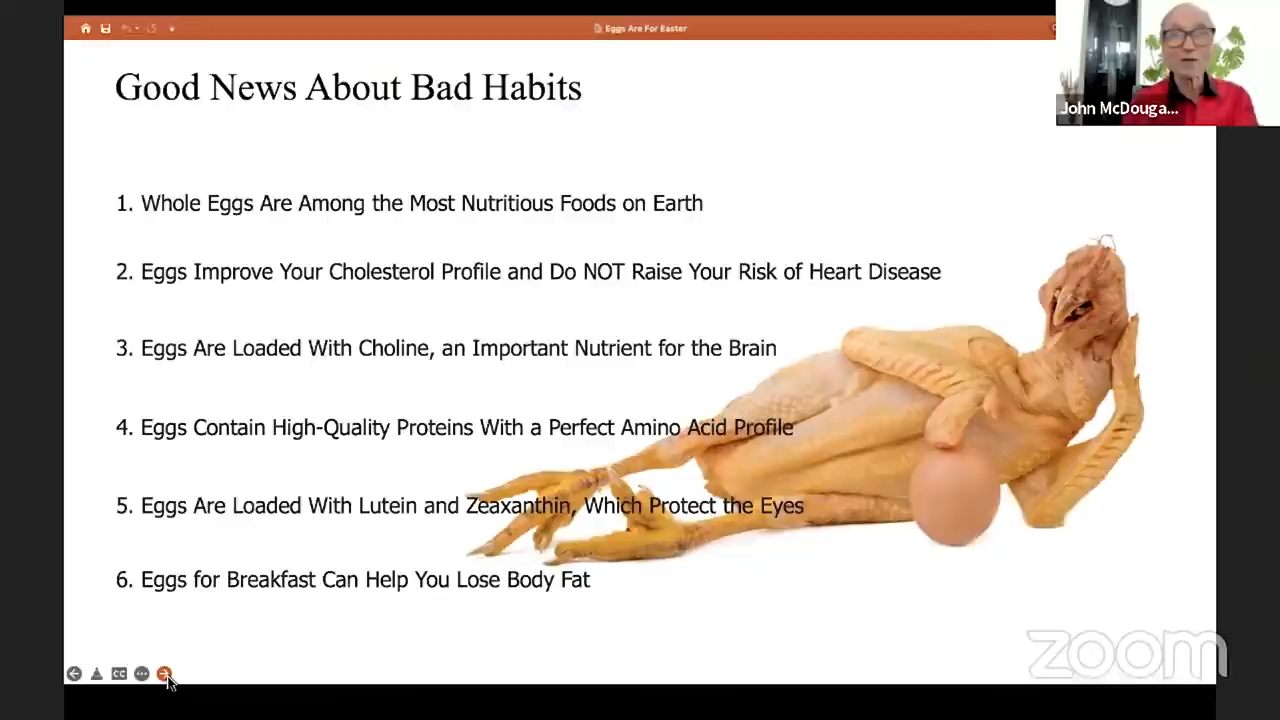 Eggs Are For Easter
John McDouga...
Good News About Bad Habits
1. Whole Eggs Are Among the Most Nutritious Foods on Earth
2. Eggs Improve Your Cholesterol Profile and Do NOT Raise Your Risk of Heart Disease
3. Eggs Are Loaded With Choline, an Important Nutrient for the Brain
4. Eggs Contain High-Quality Proteins With a Perfect Amino Acid Profile
5. Eggs Are Loaded With Lutein and Zeaxanthin, Which Protect the Eyes
6. Eggs for Breakfast Can Help You Lose Body Fat
zoom
CC